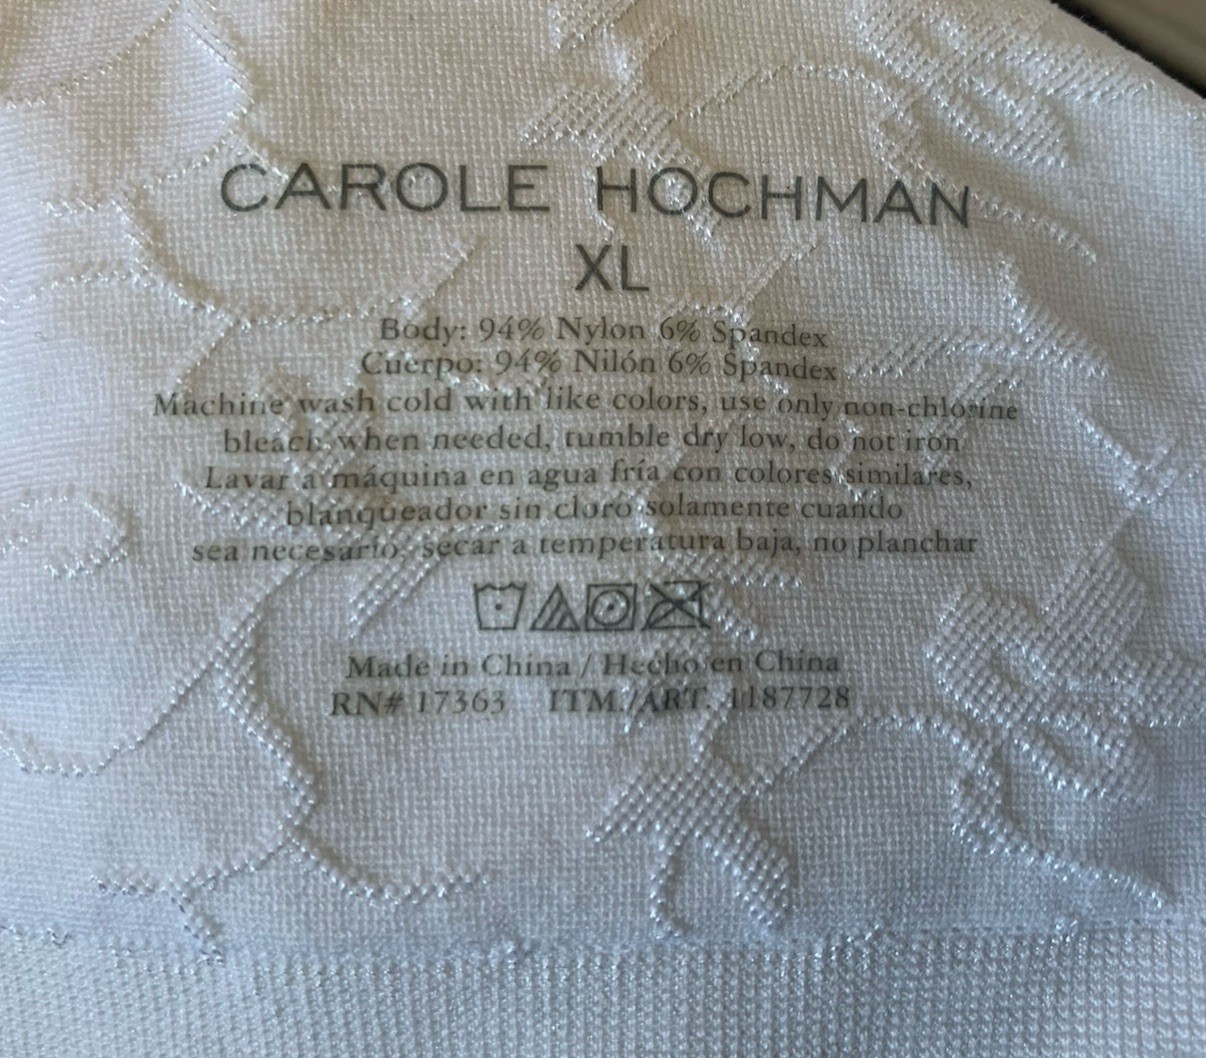 CAROLE HOCHMAN
XL
Body: 94% Nylon 6% Spandex
Cuerpo: 94% Nilón 6% Spandex
Machine wash cold with like colors, use only non-chlorine
bleach when needed, tumble dry low, do not iron
Lavar a máquina en agua fría con colores similares,
blanqueador sin cloro solamente cuando
sea necesario, secar a temperatura baja, no planchar
Made in China / Hecho en China
RN# 17363 ITM./ART. 1187728